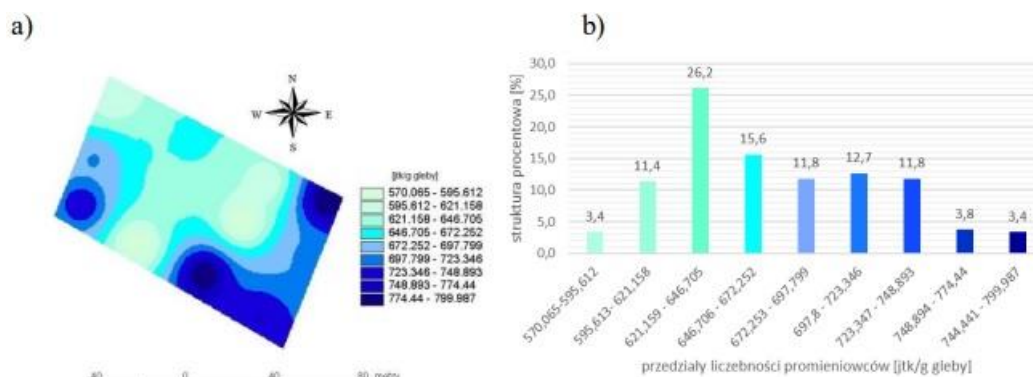 a)
N
W E
S
[jtk/g gleby]
570.065 - 595.612
595.612 - 621.158
621.158 - 646.705
646.705 - 672.252
672.252 - 697.799
697.799 - 723.346
723.346 - 748.893
748.893 - 774.44
774.44 - 799.987
0
b)
struktura procentowa [%]
30,0
25,0
20,0
15,0
10,0
5,0
0,0
3,4
11,4
26,2
15,6
11,8
12,7
11,8
3,8
3,4
570,065-595,612
595,613- 621,158
621,159 - 646,705
646,706 - 672,252
672,253 - 697,799
697,8 - 723,346
723,347 - 748,893
748,894 - 774,44
744,441 - 799,987
przedziały liczebności promieniowców [jtk/g gleby]